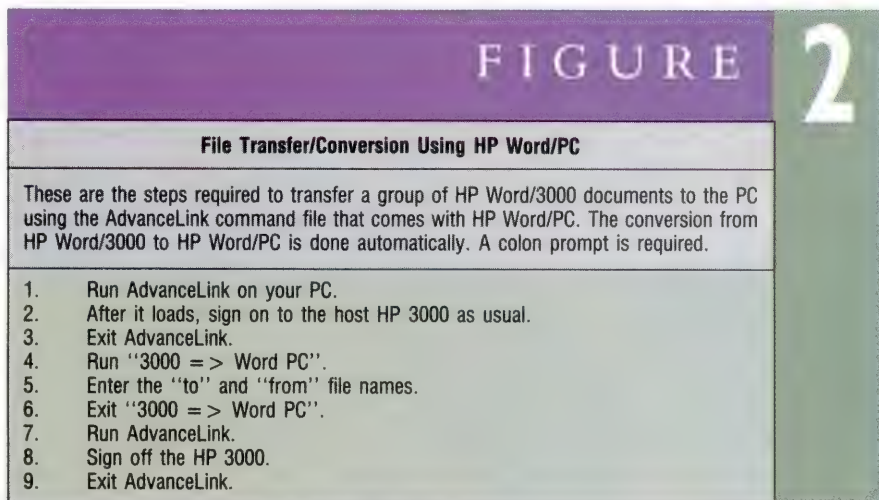 FIGURE 2
File Transfer/Conversion Using HP Word/PC
These are the steps required to transfer a group of HP Word/3000 documents to the PC
using the AdvanceLink command file that comes with HP Word/PC. The conversion from
HP Word/3000 to HP Word/PC is done automatically. A colon prompt is required.
1. Run AdvanceLink on your PC.
2. After it loads, sign on to the host HP 3000 as usual.
3. Exit AdvanceLink.
4. Run ‘‘3000 = > Word PC’’.
5. Enter the ‘‘to’’ and ‘‘from’’ file names.
6. Exit ‘‘3000 = > Word PC’’.
7. Run AdvanceLink.
8. Sign off the HP 3000.
9. Exit AdvanceLink.